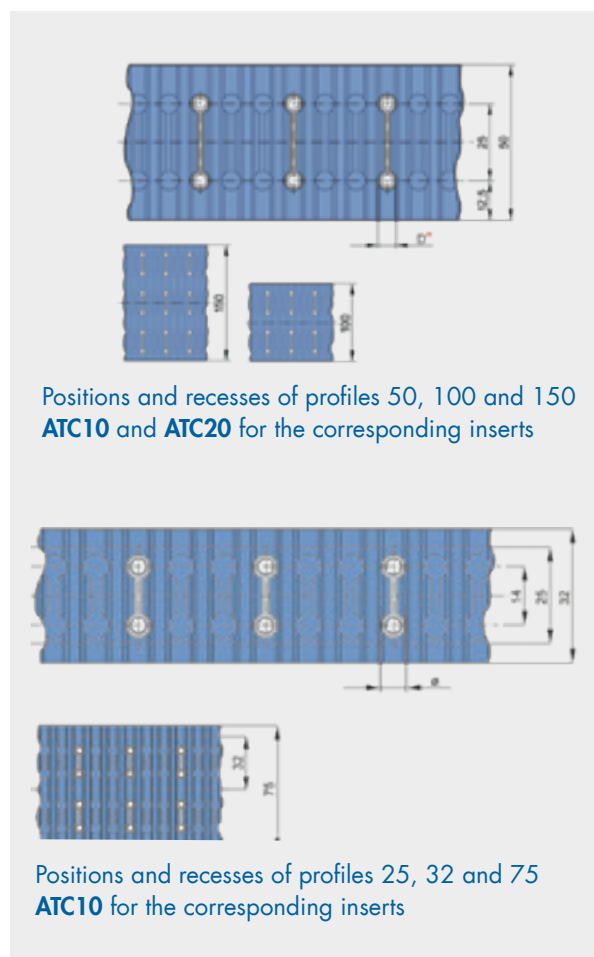 25
50
12.5
D*
150
100
Positions and recesses of profiles 50, 100 and 150
ATC10 and ATC20 for the corresponding inserts
14
25
32
ø
32
75
Positions and recesses of profiles 25, 32 and 75
ATC10 for the corresponding inserts